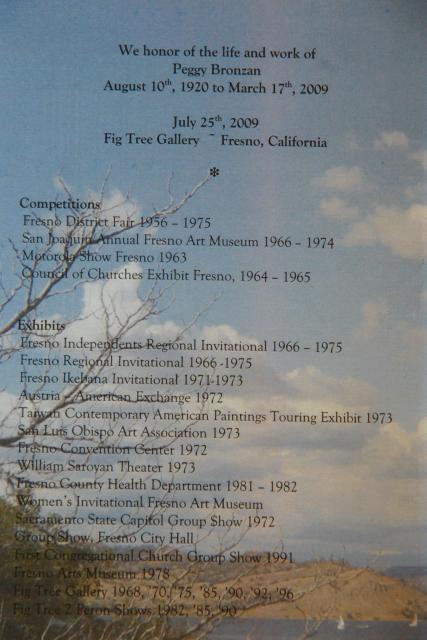 We honor of the life and work of
Peggy Bronzan
August 10th, 1920 to March 17th, 2009
July 25th, 2009
Fig Tree Gallery ~ Fresno, California
*
Competitions
Fresno District Fair 1956 – 1975
San Joaquin Annual Fresno Art Museum 1966 – 1974
Motorola Show Fresno 1963
Council of Churches Exhibit Fresno, 1964 – 1965
Exhibits
Fresno Independents Regional Invitational 1966 – 1975
Fresno Regional Invitational 1966 -1975
Fresno Ikebana Invitational 1971-1973
Austria - American Exchange 1972
Taiwan Contemporary American Paintings Touring Exhibit 1973
San Luis Obispo Art Association 1973
Fresno Convention Center 1972
William Saroyan Theater 1973
Fresno County Health Department 1981 – 1982
Women's Invitational Fresno Art Museum
Sacramento State Capitol Group Show 1972
Group Show, Fresno City Hall
First Congregational Church Group Show 1991
Fresno Arts Museum 1978
Fig Tree Gallery 1968, '70, '75, '85, '90, '92, '96
Fig Tree 2 Peron Shows 1982, '85, '90